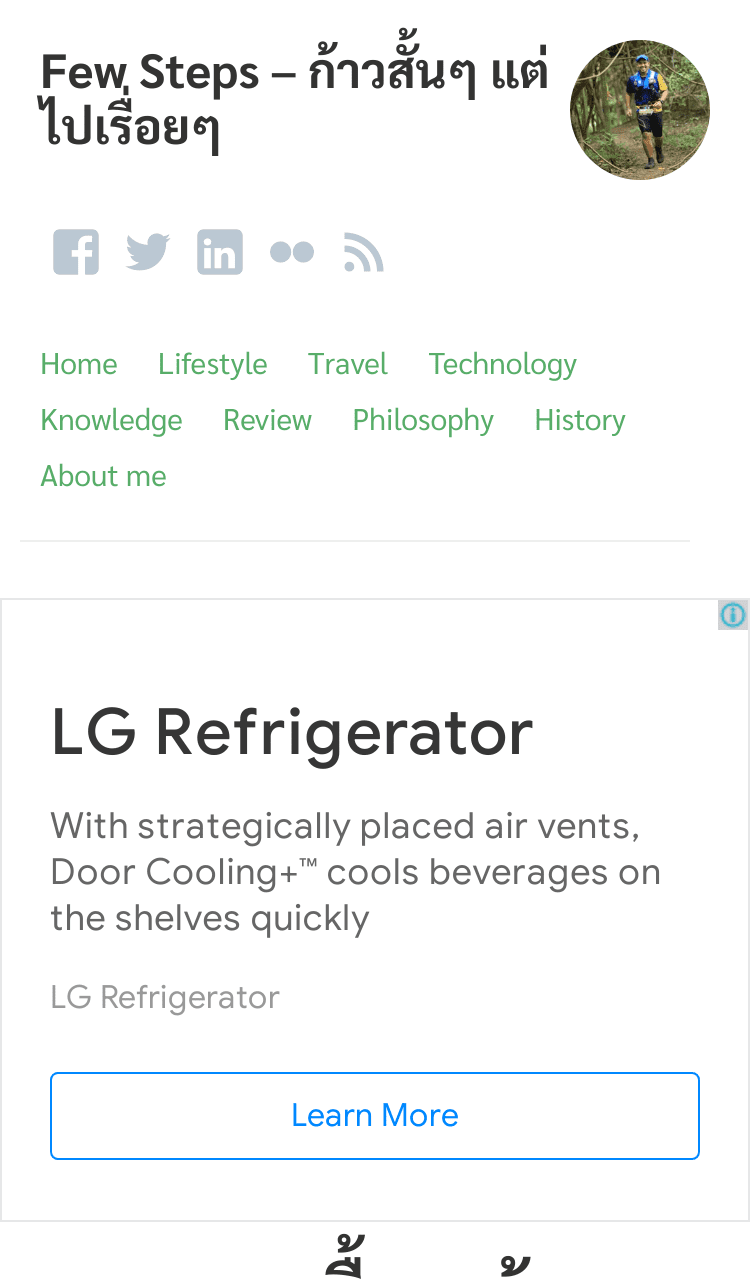 Few Steps – ก้าวสั้นๆ แต่
ไปเรื่อยๆ
Home Lifestyle Travel Technology
Knowledge Review Philosophy History
About me
LG Refrigerator
With strategically placed air vents,
Door Cooling+™ cools beverages on
the shelves quickly
LG Refrigerator
Learn More